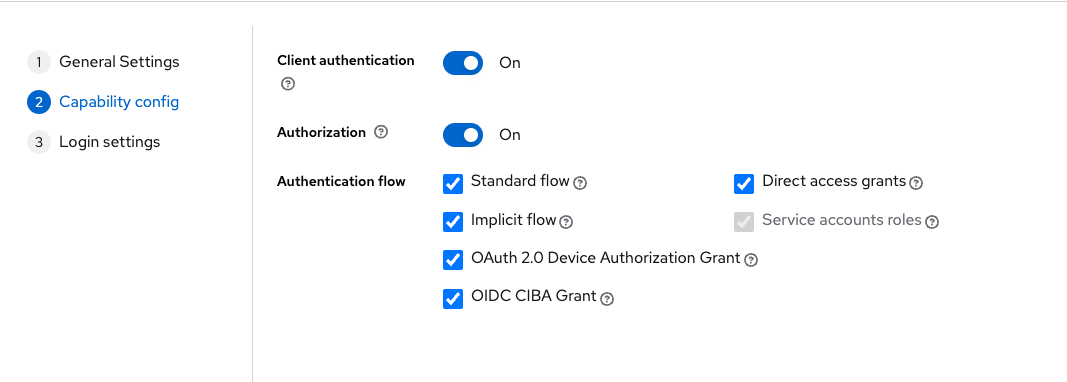 1 General Settings
2 Capability config
3 Login settings
Client authentication
On
Authorization
On
Authentication flow
Standard flow
Direct access grants
Implicit flow
Service accounts roles
OAuth 2.0 Device Authorization Grant
OIDC CIBA Grant